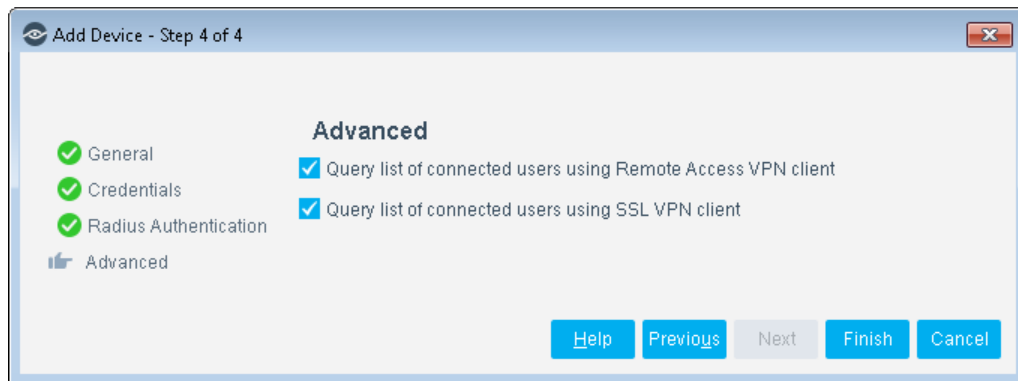 Add Device - Step 4 of 4
General
Credentials
Radius Authentication
Advanced
Advanced
Query list of connected users using Remote Access VPN client
Query list of connected users using SSL VPN client
Help
Previous
Next
Finish
Cancel